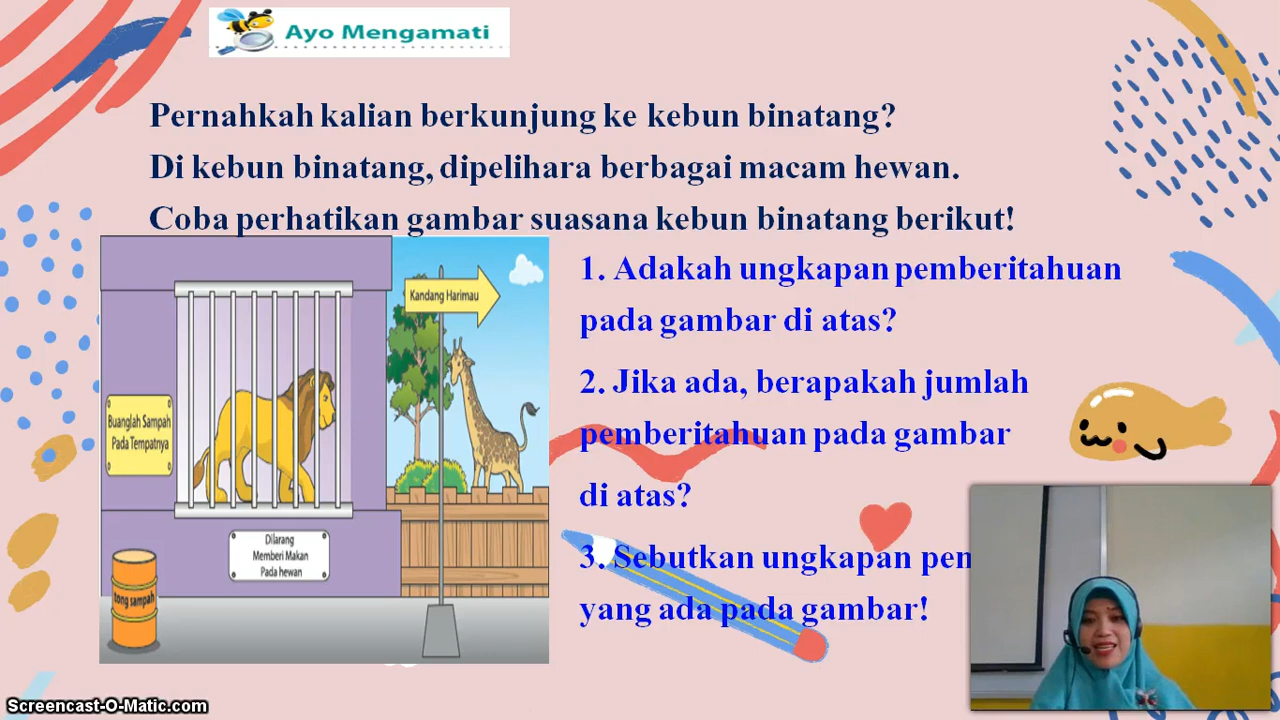 Ayo Mengamati
Pernahkah kalian berkunjung ke kebun binatang?
Di kebun binatang, dipelihara berbagai macam hewan.
Coba perhatikan gambar suasana kebun binatang berikut!
Kandang Harimau
Buanglah Sampah
Pada Tempatnya
Dilarang
Memberi Makan
Pada hewan
tong sampah
1. Adakah ungkapan pemberitahuan
pada gambar di atas?
2. Jika ada, berapakah jumlah
pemberitahuan pada gambar
di atas?
3. Sebutkan ungkapan pen
yang ada pada gambar!
Screencast-O-Matic.com